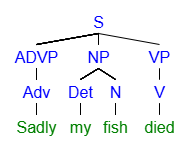 S
ADVP NP VP
Adv Det N V
Sadly my fish died